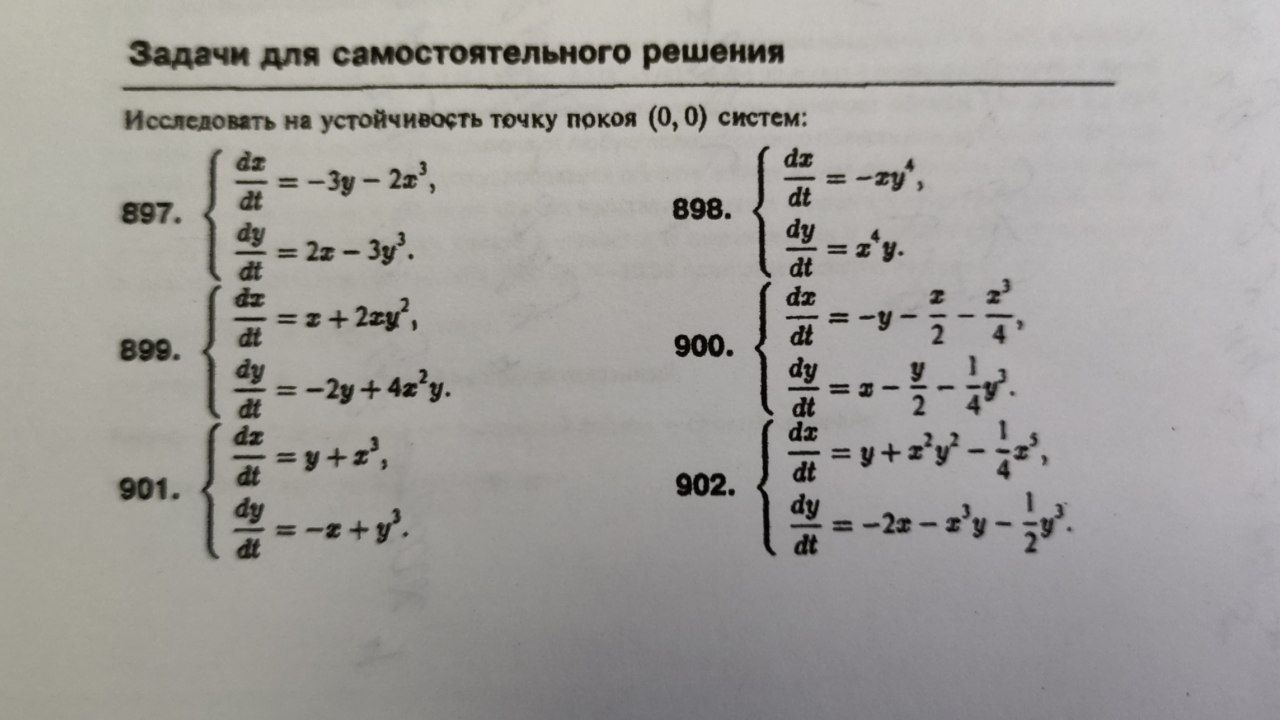 Задачи для самостоятельного решения
Исследовать на устойчивость точку покоя (0, 0) систем:
897. { dx/dt = −3y − 2x³,
dy/dt = 2x − 3y³.
898. { dx/dt = −xy⁴,
dy/dt = x⁴y.
899. { dx/dt = x + 2xy²,
dy/dt = −2y + 4x²y.
900. { dx/dt = −y − x/2 − x³/4,
dy/dt = x − y/2 − 1/4 y³.
901. { dx/dt = y + x³,
dy/dt = −x + y³.
902. { dx/dt = y + x²y² − 1/4 x⁵,
dy/dt = −2x − x³y − 1/2 y³.